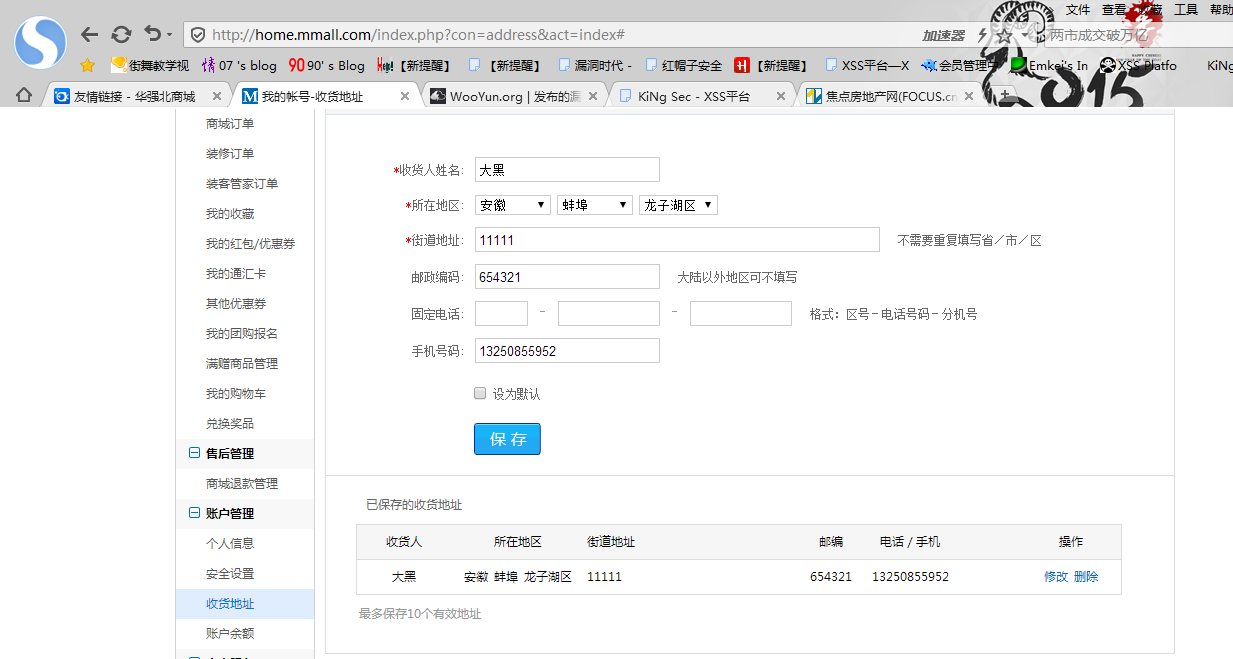 文件 查看 收藏 工具 帮助
http://home.mmall.com/index.php?con=address&act=index# 加速器 两市成交破万亿
街舞教学视 07 's blog 90' s Blog 【新提醒】 【新提醒】 漏洞时代 - 红帽子安全 【新提醒】 XSS平台—X 会员管理中 Emkei's In XSS Platfo KiNg
友情链接 - 华强北商城 我的帐号-收货地址 WooYun.org | 发布的漏 KiNg Sec - XSS平台 焦点房地产网(FOCUS.cn
2015
商城订单
装修订单
装客管家订单
我的收藏
我的红包/优惠券
我的通汇卡
其他优惠券
我的团购报名
满赠商品管理
我的购物车
兑换奖品
售后管理
商城退款管理
账户管理
个人信息
安全设置
收货地址
账户余额
*收货人姓名: 大黑
*所在地区: 安徽 蚌埠 龙子湖区
*街道地址: 11111 不需要重复填写省／市／区
邮政编码: 654321 大陆以外地区可不填写
固定电话: - - 格式: 区号-电话号码-分机号
手机号码: 13250855952
设为默认
保存
已保存的收货地址
收货人 所在地区 街道地址 邮编 电话 / 手机 操作
大黑 安徽 蚌埠 龙子湖区 11111 654321 13250855952 修改 删除
最多保存10个有效地址